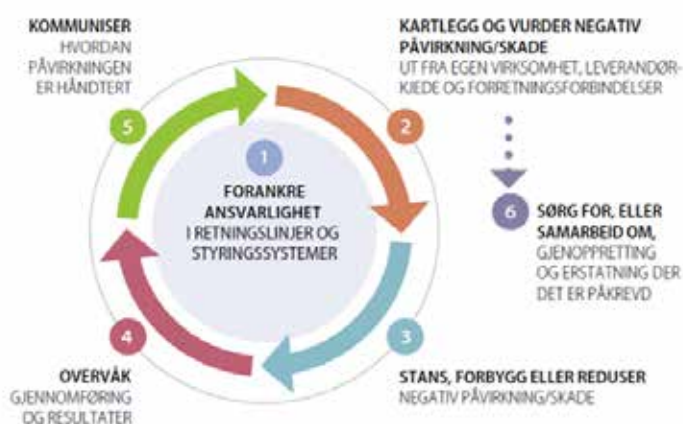 1
FORANKRE
ANSVARLIGHET
I RETNINGSLINJER OG
STYRINGSSYSTEMER
2
KARTLEGG OG VURDER NEGATIV
PÅVIRKNING/SKADE
UT FRA EGEN VIRKSOMHET, LEVERANDØR-
KJEDE OG FORRETNINGSFORBINDELSER
3
STANS, FORBYGG ELLER REDUSER
NEGATIV PÅVIRKNING/SKADE
4
OVERVÅK
GJENNOMFØRING
OG RESULTATER
5
KOMMUNISER
HVORDAN
PÅVIRKNINGEN
ER HÅNDTERT
6
SØRG FOR, ELLER
SAMARBEID OM,
GJENOPPRETTING
OG ERSTATNING DER
DET ER PÅKREVD